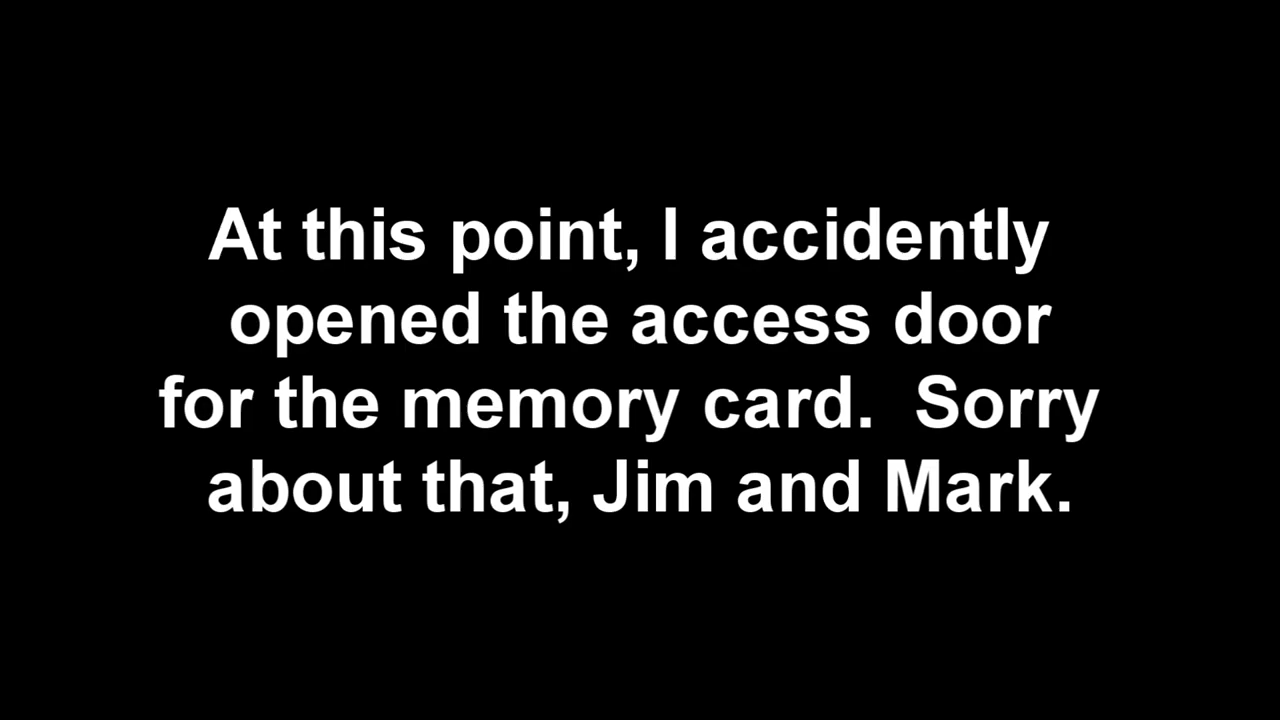 At this point, I accidently
opened the access door
for the memory card.  Sorry
about that, Jim and Mark.